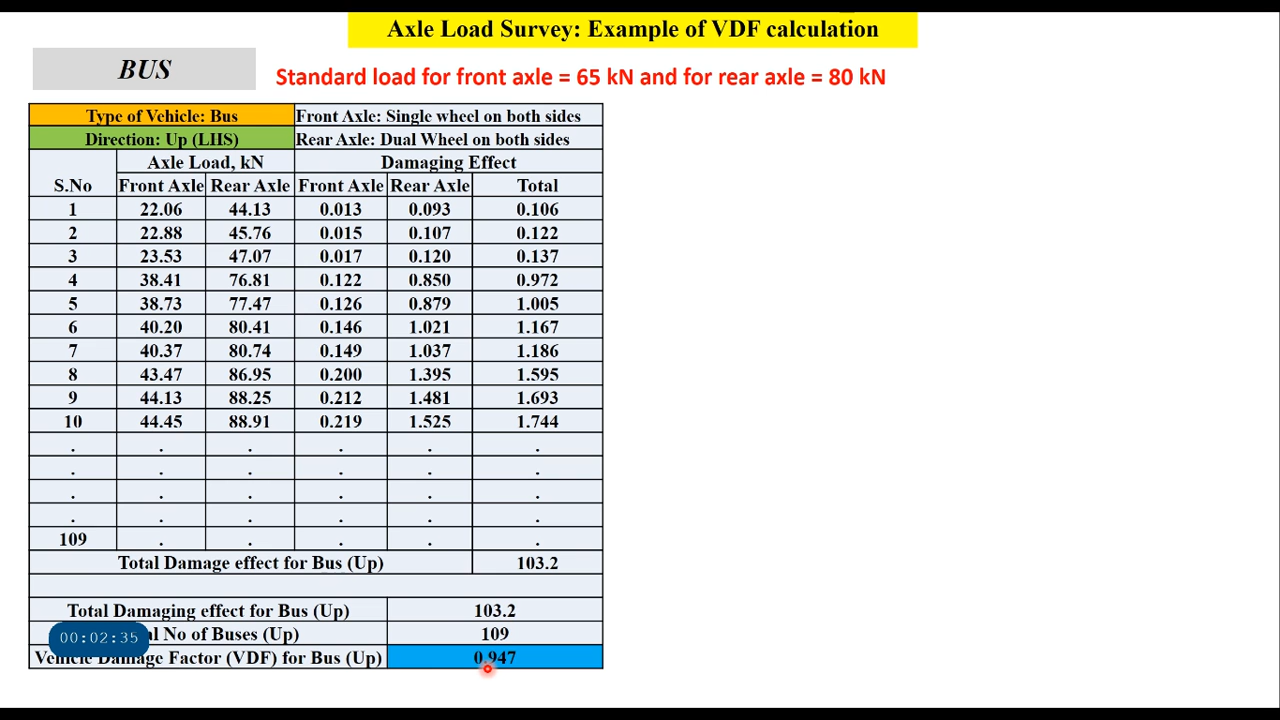 Axle Load Survey: Example of VDF calculation
BUS
Standard load for front axle = 65 kN and for rear axle = 80 kN
Type of Vehicle: Bus Front Axle: Single wheel on both sides
Direction: Up (LHS) Rear Axle: Dual Wheel on both sides
S.No Axle Load, kN Damaging Effect
Front Axle Rear Axle Front Axle Rear Axle Total
1 22.06 44.13 0.013 0.093 0.106
2 22.88 45.76 0.015 0.107 0.122
3 23.53 47.07 0.017 0.120 0.137
4 38.41 76.81 0.122 0.850 0.972
5 38.73 77.47 0.126 0.879 1.005
6 40.20 80.41 0.146 1.021 1.167
7 40.37 80.74 0.149 1.037 1.186
8 43.47 86.95 0.200 1.395 1.595
9 44.13 88.25 0.212 1.481 1.693
10 44.45 88.91 0.219 1.525 1.744
. . . . . .
. . . . . .
. . . . . .
. . . . . .
109 . . . . .
Total Damage effect for Bus (Up) 103.2
Total Damaging effect for Bus (Up) 103.2
00:02:35 No of Buses (Up) 109
Vehicle Damage Factor (VDF) for Bus (Up) 0.947